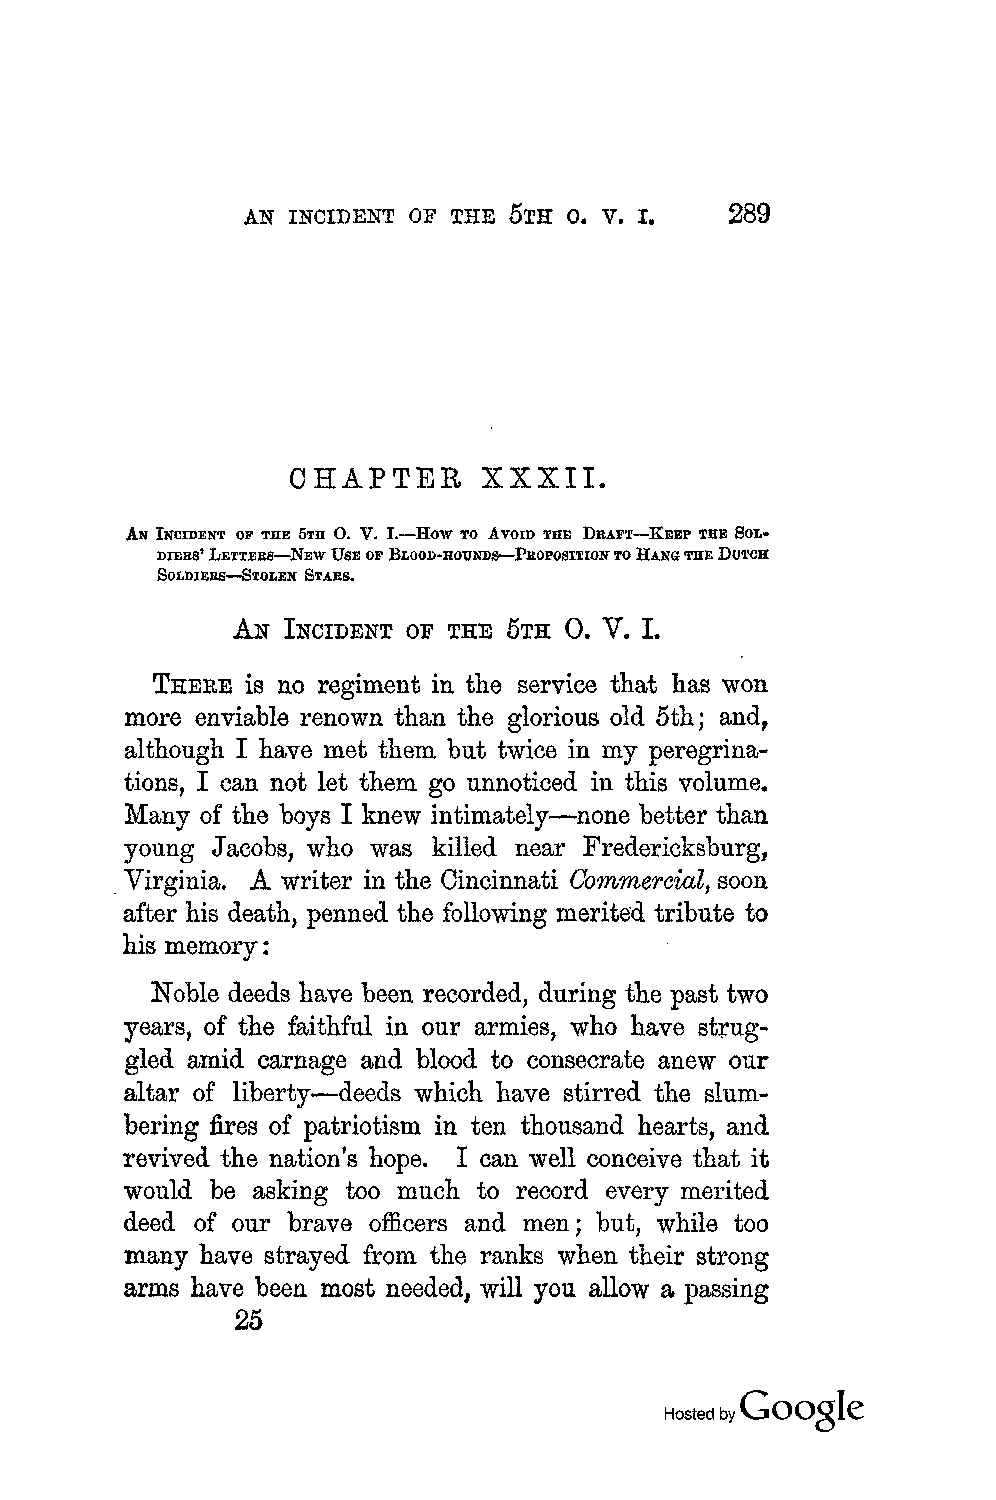 AN INCIDENT OF THE 5TH O. V. I. 289
CHAPTER XXXII.
AN INCIDENT OF THE 5TH O. V. I.—HOW TO AVOID THE DRAFT—KEEP THE SOL-
DIERS' LETTERS—NEW USE OF BLOOD-HOUNDS—PROPOSITION TO HANG THE DUTCH
SOLDIERS—STOLEN STARS.
AN INCIDENT OF THE 5TH O. V. I.
THERE is no regiment in the service that has won
more enviable renown than the glorious old 5th; and,
although I have met them but twice in my peregrina-
tions, I can not let them go unnoticed in this volume.
Many of the boys I knew intimately—none better than
young Jacobs, who was killed near Fredericksburg,
Virginia. A writer in the Cincinnati Commercial, soon
after his death, penned the following merited tribute to
his memory:
Noble deeds have been recorded, during the past two
years, of the faithful in our armies, who have strug-
gled amid carnage and blood to consecrate anew our
altar of liberty—deeds which have stirred the slum-
bering fires of patriotism in ten thousand hearts, and
revived the nation's hope. I can well conceive that it
would be asking too much to record every merited
deed of our brave officers and men; but, while too
many have strayed from the ranks when their strong
arms have been most needed, will you allow a passing
25
Hosted by Google